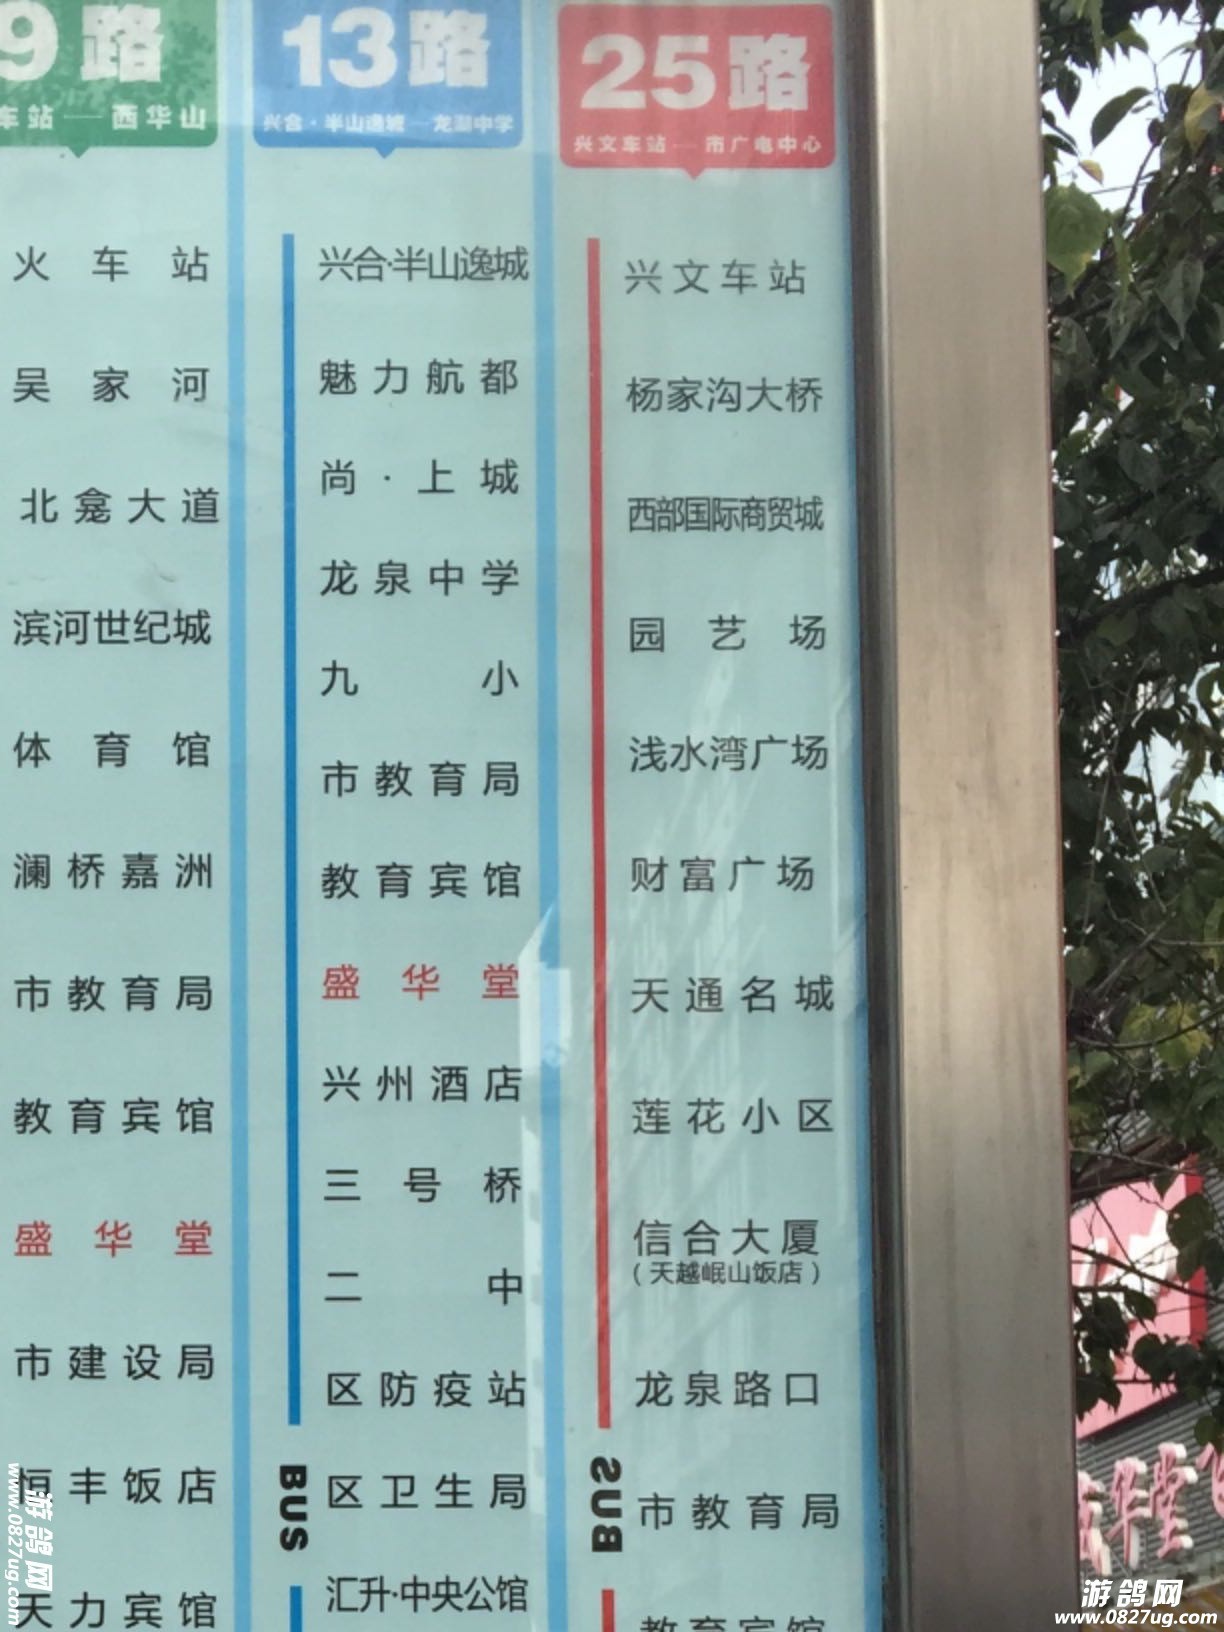 9路
车站——西华山
火车站
吴家河
北龛大道
滨河世纪城
体育馆
澜桥嘉洲
市教育局
教育宾馆
盛华堂
市建设局
恒丰饭店
天力宾馆
13路
兴合·半山逸城—龙湖中学
兴合·半山逸城
魅力航都
尚·上城
龙泉中学
九小
市教育局
教育宾馆
盛华堂
兴州酒店
三号桥
二中
区防疫站
区卫生局
汇升·中央公馆
BUS
25路
兴文车站—市广电中心
兴文车站
杨家沟大桥
西部国际商贸城
园艺场
浅水湾广场
财富广场
天通名城
莲花小区
信合大厦
（天越岷山饭店）
龙泉路口
市教育局
教育宾馆
BUS
盛华堂
游鸽网
www.0827ug.com
游鸽网
www.0827ug.com